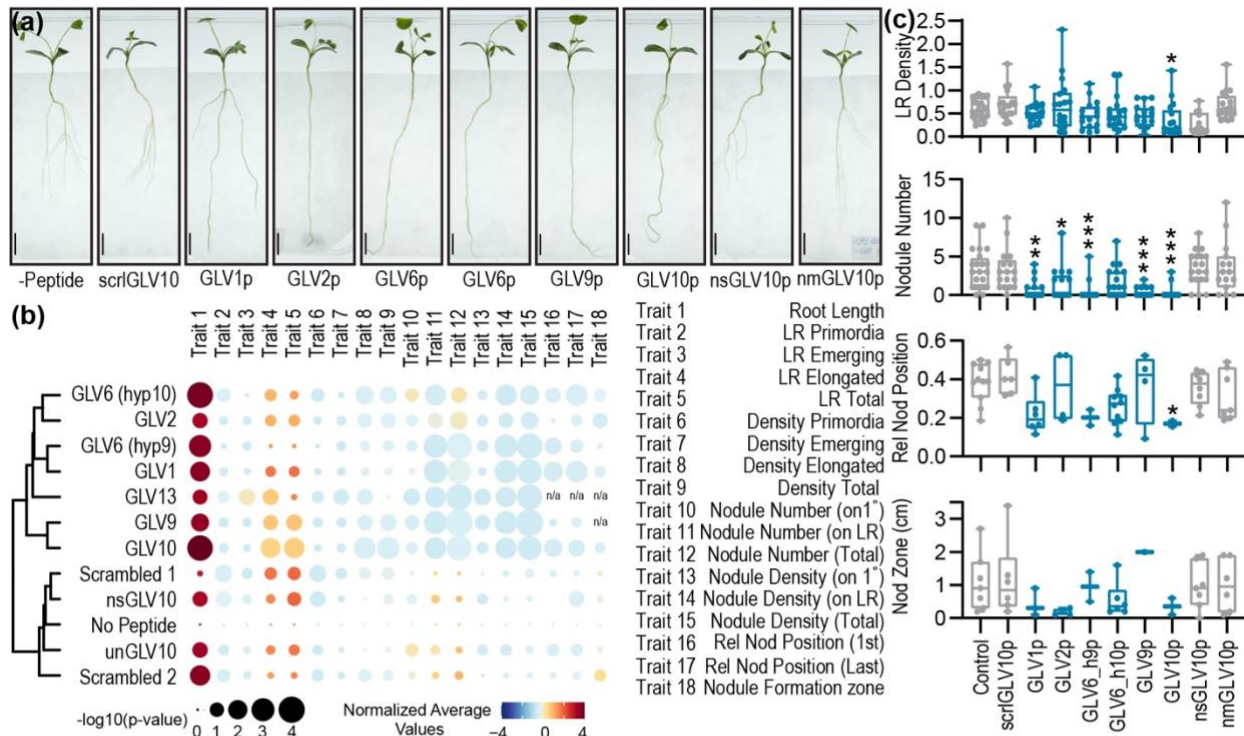 (a)
-Peptide scrlGLV10 GLV1p GLV2p GLV6p GLV6p GLV9p GLV10p nsGLV10p nmGLV10p
(b)
Trait 1 Trait 2 Trait 3 Trait 4 Trait 5 Trait 6 Trait 7 Trait 8 Trait 9 Trait 10 Trait 11 Trait 12 Trait 13 Trait 14 Trait 15 Trait 16 Trait 17 Trait 18
GLV6 (hyp10)
GLV2
GLV6 (hyp9)
GLV1
GLV13 n/a n/a n/a
GLV9 n/a
GLV10
Scrambled 1
nsGLV10
No Peptide
unGLV10
Scrambled 2
-log10(p-value) 0 1 2 3 4
Normalized Average
Values
−4 0 4
Trait 1 Root Length
Trait 2 LR Primordia
Trait 3 LR Emerging
Trait 4 LR Elongated
Trait 5 LR Total
Trait 6 Density Primordia
Trait 7 Density Emerging
Trait 8 Density Elongated
Trait 9 Density Total
Trait 10 Nodule Number (on1°)
Trait 11 Nodule Number (on LR)
Trait 12 Nodule Number (Total)
Trait 13 Nodule Density (on 1°)
Trait 14 Nodule Density (on LR)
Trait 15 Nodule Density (Total)
Trait 16 Rel Nod Position (1st)
Trait 17 Rel Nod Position (Last)
Trait 18 Nodule Formation zone
(c)
LR Density
2.5
2.0
1.5
1.0
0.5
0.0
*
Nodule Number
15
10
5
0
** * *** *** ***
Rel Nod Position
0.6
0.4
0.2
0.0
*
Nod Zone (cm)
4
3
2
1
0
Control
scrlGLV10p
GLV1p
GLV2p
GLV6_h9p
GLV6_h10p
GLV9p
GLV10p
nsGLV10p
nmGLV10p